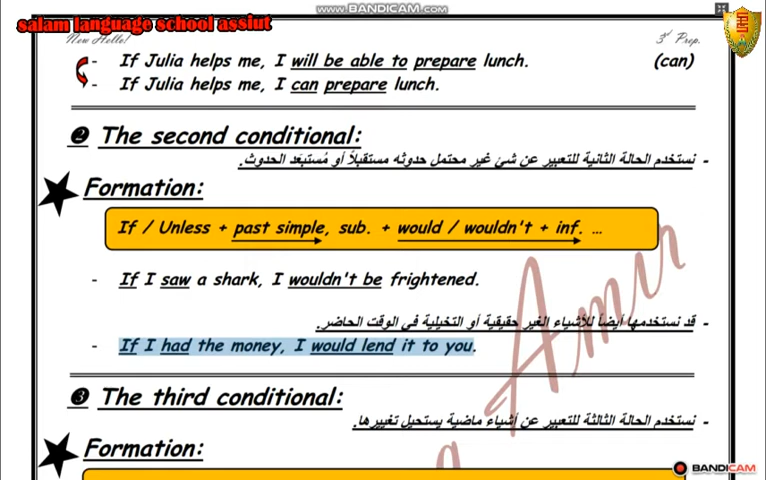 www.BANDICAM.com
salam language school assiut
New Hello!
3rd Prep.
- If Julia helps me, I will be able to prepare lunch. (can)
- If Julia helps me, I can prepare lunch.
❷ The second conditional:
- نستخدم الحالة الثانية للتعبير عن شئ غير محتمل حدوثه مستقبلاً أو مُستبعَد الحدوث.
Formation:
If / Unless + past simple, sub. + would / wouldn't + inf. …
- If I saw a shark, I wouldn't be frightened.
- قد نستخدمها أيضاً للأشياء الغير حقيقية أو التخيلية في الوقت الحاضر.
- If I had the money, I would lend it to you.
❸ The third conditional:
- نستخدم الحالة الثالثة للتعبير عن أشياء ماضية يستحيل تغييرها.
Formation:
Amir
BANDICAM